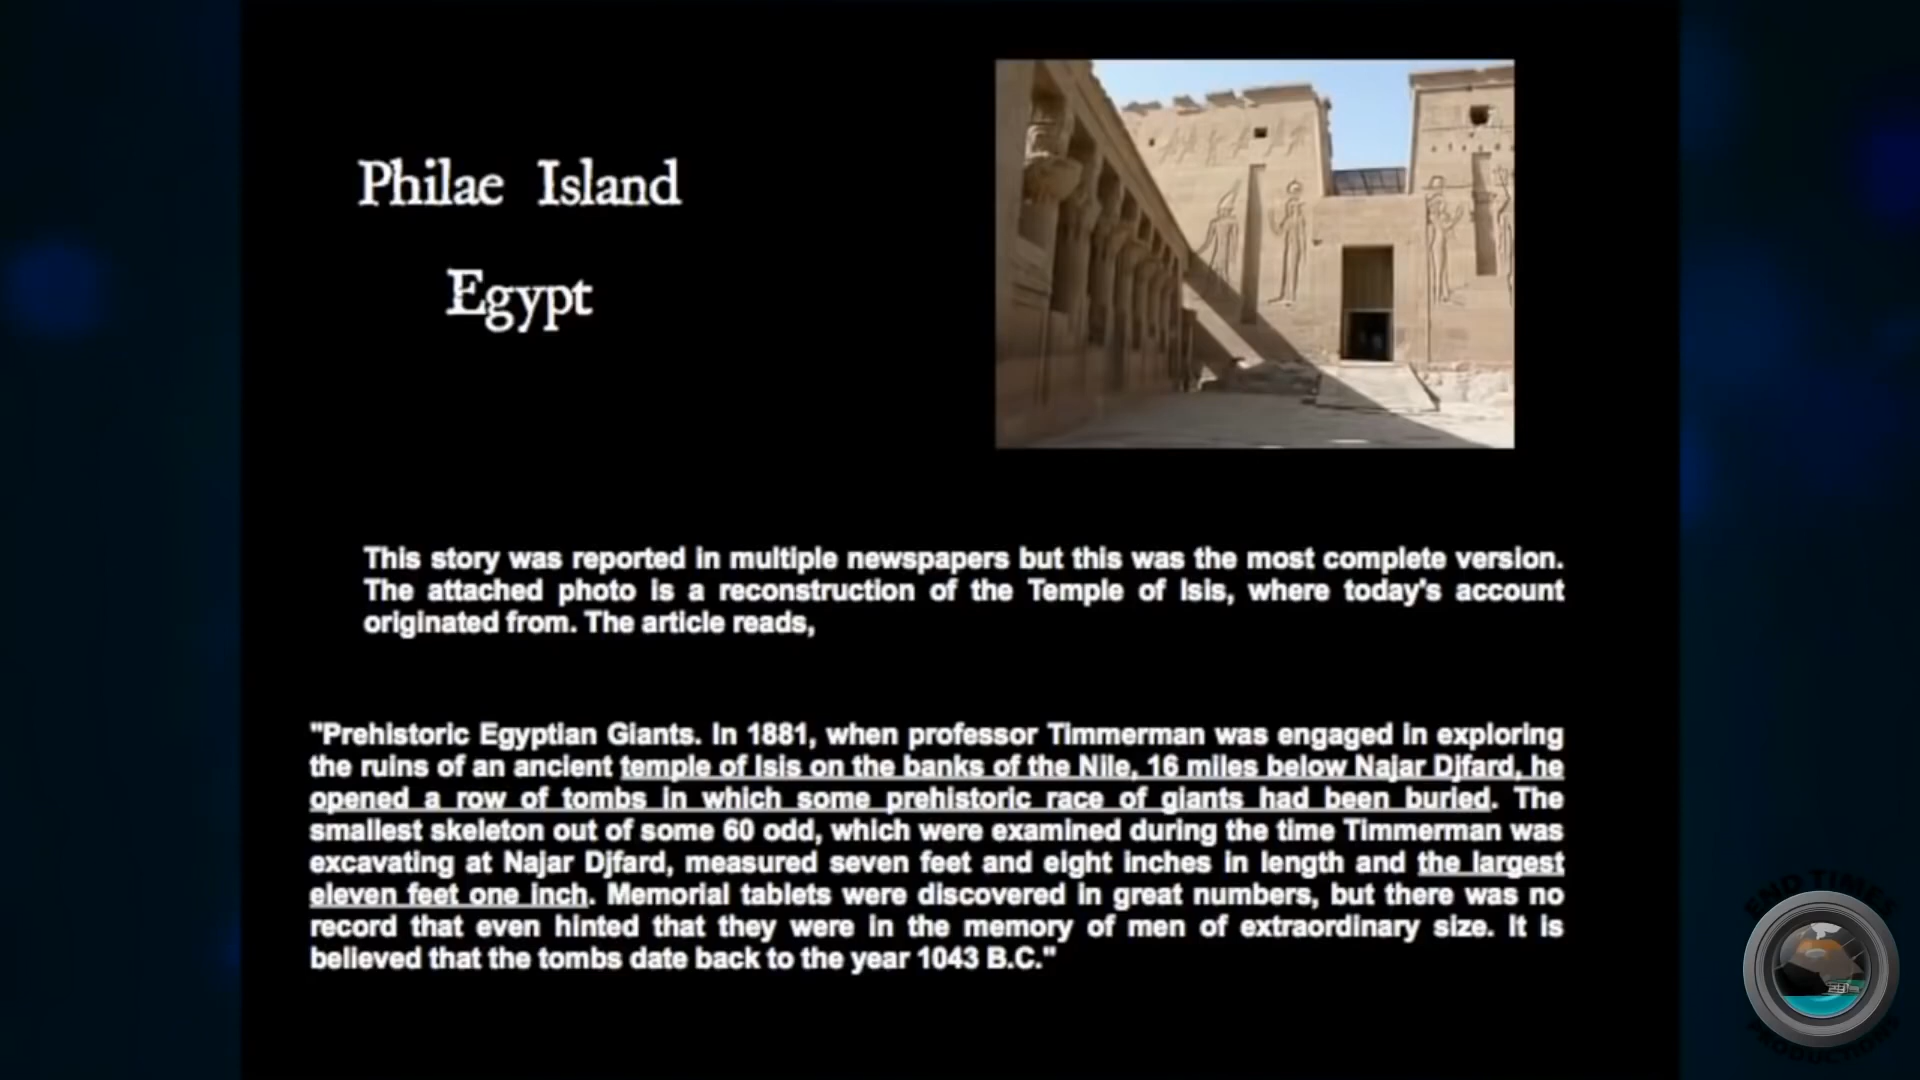 Philae Island
Egypt
This story was reported in multiple newspapers but this was the most complete version.
The attached photo is a reconstruction of the Temple of Isis, where today's account
originated from. The article reads,
"Prehistoric Egyptian Giants. In 1881, when professor Timmerman was engaged in exploring
the ruins of an ancient temple of Isis on the banks of the Nile, 16 miles below Najar Djfard, he
opened a row of tombs in which some prehistoric race of giants had been buried. The
smallest skeleton out of some 60 odd, which were examined during the time Timmerman was
excavating at Najar Djfard, measured seven feet and eight inches in length and the largest
eleven feet one inch. Memorial tablets were discovered in great numbers, but there was no
record that even hinted that they were in the memory of men of extraordinary size. It is
believed that the tombs date back to the year 1043 B.C."
END TIMES
PRODUCTIONS